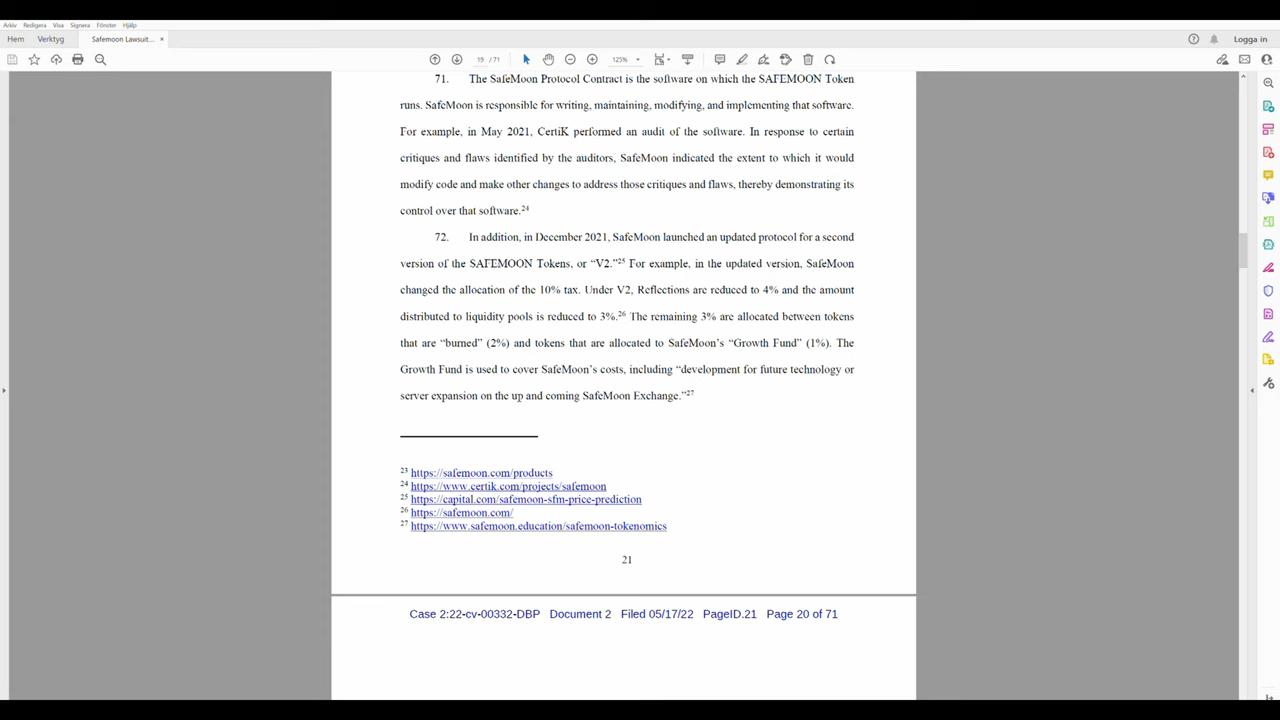 Arkiv Redigera Visa Signera Fönster Hjälp
Hem Verktyg Safemoon Lawsuit... × Logga in
19 / 71 125%
71. The SafeMoon Protocol Contract is the software on which the SAFEMOON Token
runs. SafeMoon is responsible for writing, maintaining, modifying, and implementing that software.
For example, in May 2021, CertiK performed an audit of the software. In response to certain
critiques and flaws identified by the auditors, SafeMoon indicated the extent to which it would
modify code and make other changes to address those critiques and flaws, thereby demonstrating its
control over that software.24
72. In addition, in December 2021, SafeMoon launched an updated protocol for a second
version of the SAFEMOON Tokens, or “V2.”25 For example, in the updated version, SafeMoon
changed the allocation of the 10% tax. Under V2, Reflections are reduced to 4% and the amount
distributed to liquidity pools is reduced to 3%.26 The remaining 3% are allocated between tokens
that are “burned” (2%) and tokens that are allocated to SafeMoon’s “Growth Fund” (1%). The
Growth Fund is used to cover SafeMoon’s costs, including “development for future technology or
server expansion on the up and coming SafeMoon Exchange.”27
23 https://safemoon.com/products
24 https://www.certik.com/projects/safemoon
25 https://capital.com/safemoon-sfm-price-prediction
26 https://safemoon.com/
27 https://www.safemoon.education/safemoon-tokenomics
21
Case 2:22-cv-00332-DBP Document 2 Filed 05/17/22 PageID.21 Page 20 of 71